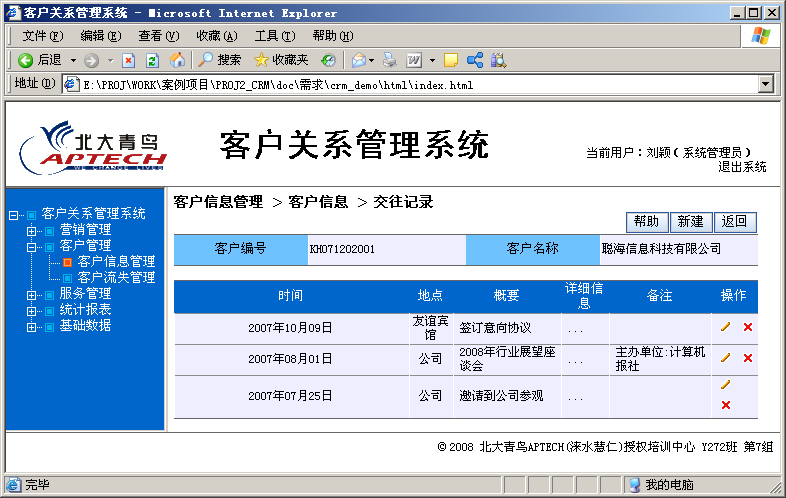 客户关系管理系统 - Microsoft Internet Explorer
文件(F) 编辑(E) 查看(V) 收藏(A) 工具(T) 帮助(H)
后退 搜索 收藏夹
地址(D) E:\PROJ\WORK\案例项目\PROJ2_CRM\doc\需求\crm_demo\html\index.html
北大青鸟
APTECH
WE CHANGE LIVES
客户关系管理系统
当前用户：刘颖(系统管理员)
退出系统
客户关系管理系统
营销管理
客户管理
客户信息管理
客户流失管理
服务管理
统计报表
基础数据
客户信息管理 > 客户信息 > 交往记录
帮助 新建 返回
客户编号 KH071202001 客户名称 聪海信息科技有限公司
时间 地点 概要 详细信息 备注 操作
2007年10月09日 友谊宾馆 签订意向协议 ...
2007年08月01日 公司 2008年行业展望座谈会 ... 主办单位:计算机报社
2007年07月25日 公司 邀请到公司参观 ...
© 2008 北大青鸟APTECH(涞水慧仁)授权培训中心 Y272班 第7组
完毕 我的电脑